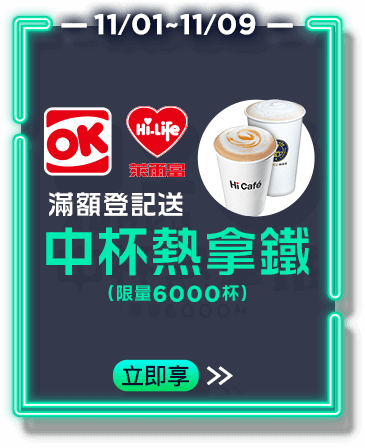 11/01~11/09
OK
Hi-Life
萊爾富
Hi Café
滿額登記送
中杯熱拿鐵
(限量6000杯)
立即享 >>